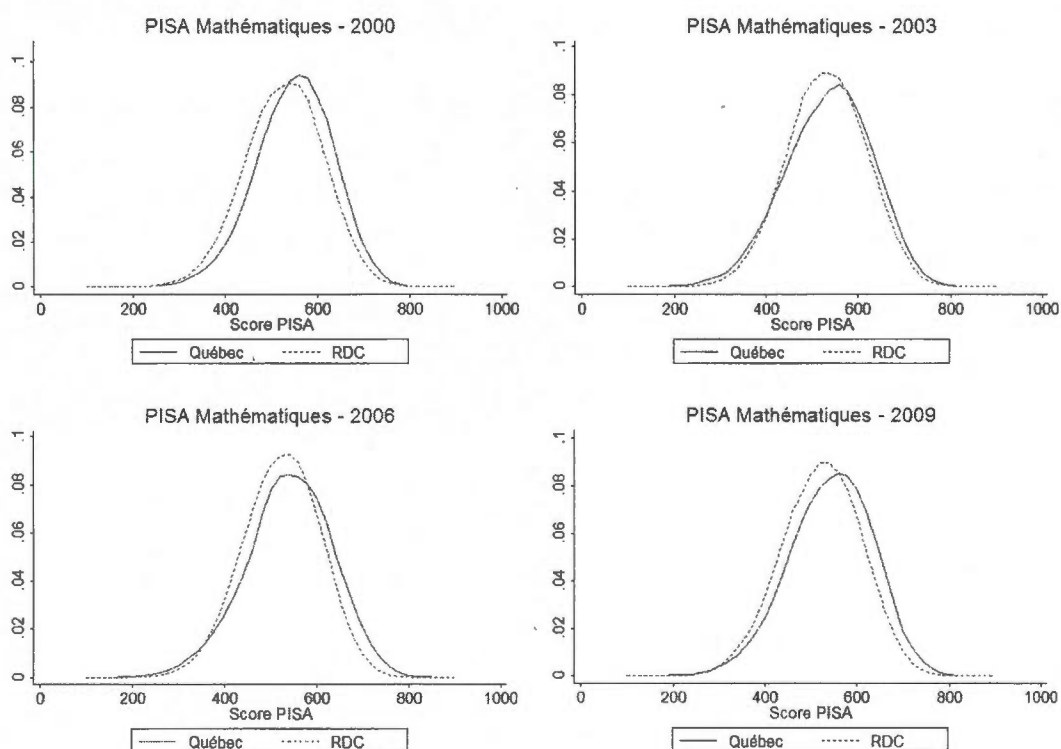 PISA Mathématiques - 2000
.1
.08
.06
.04
.02
0
0 200 400 600 800 1000
Score PISA
Québec RDC
PISA Mathématiques - 2003
.1
.08
.06
.04
.02
0
0 200 400 600 800 1000
Score PISA
Québec RDC
PISA Mathématiques - 2006
.1
.08
.06
.04
.02
0
0 200 400 600 800 1000
Score PISA
Québec RDC
PISA Mathématiques - 2009
.1
.08
.06
.04
.02
0
0 200 400 600 800 1000
Score PISA
Québec RDC